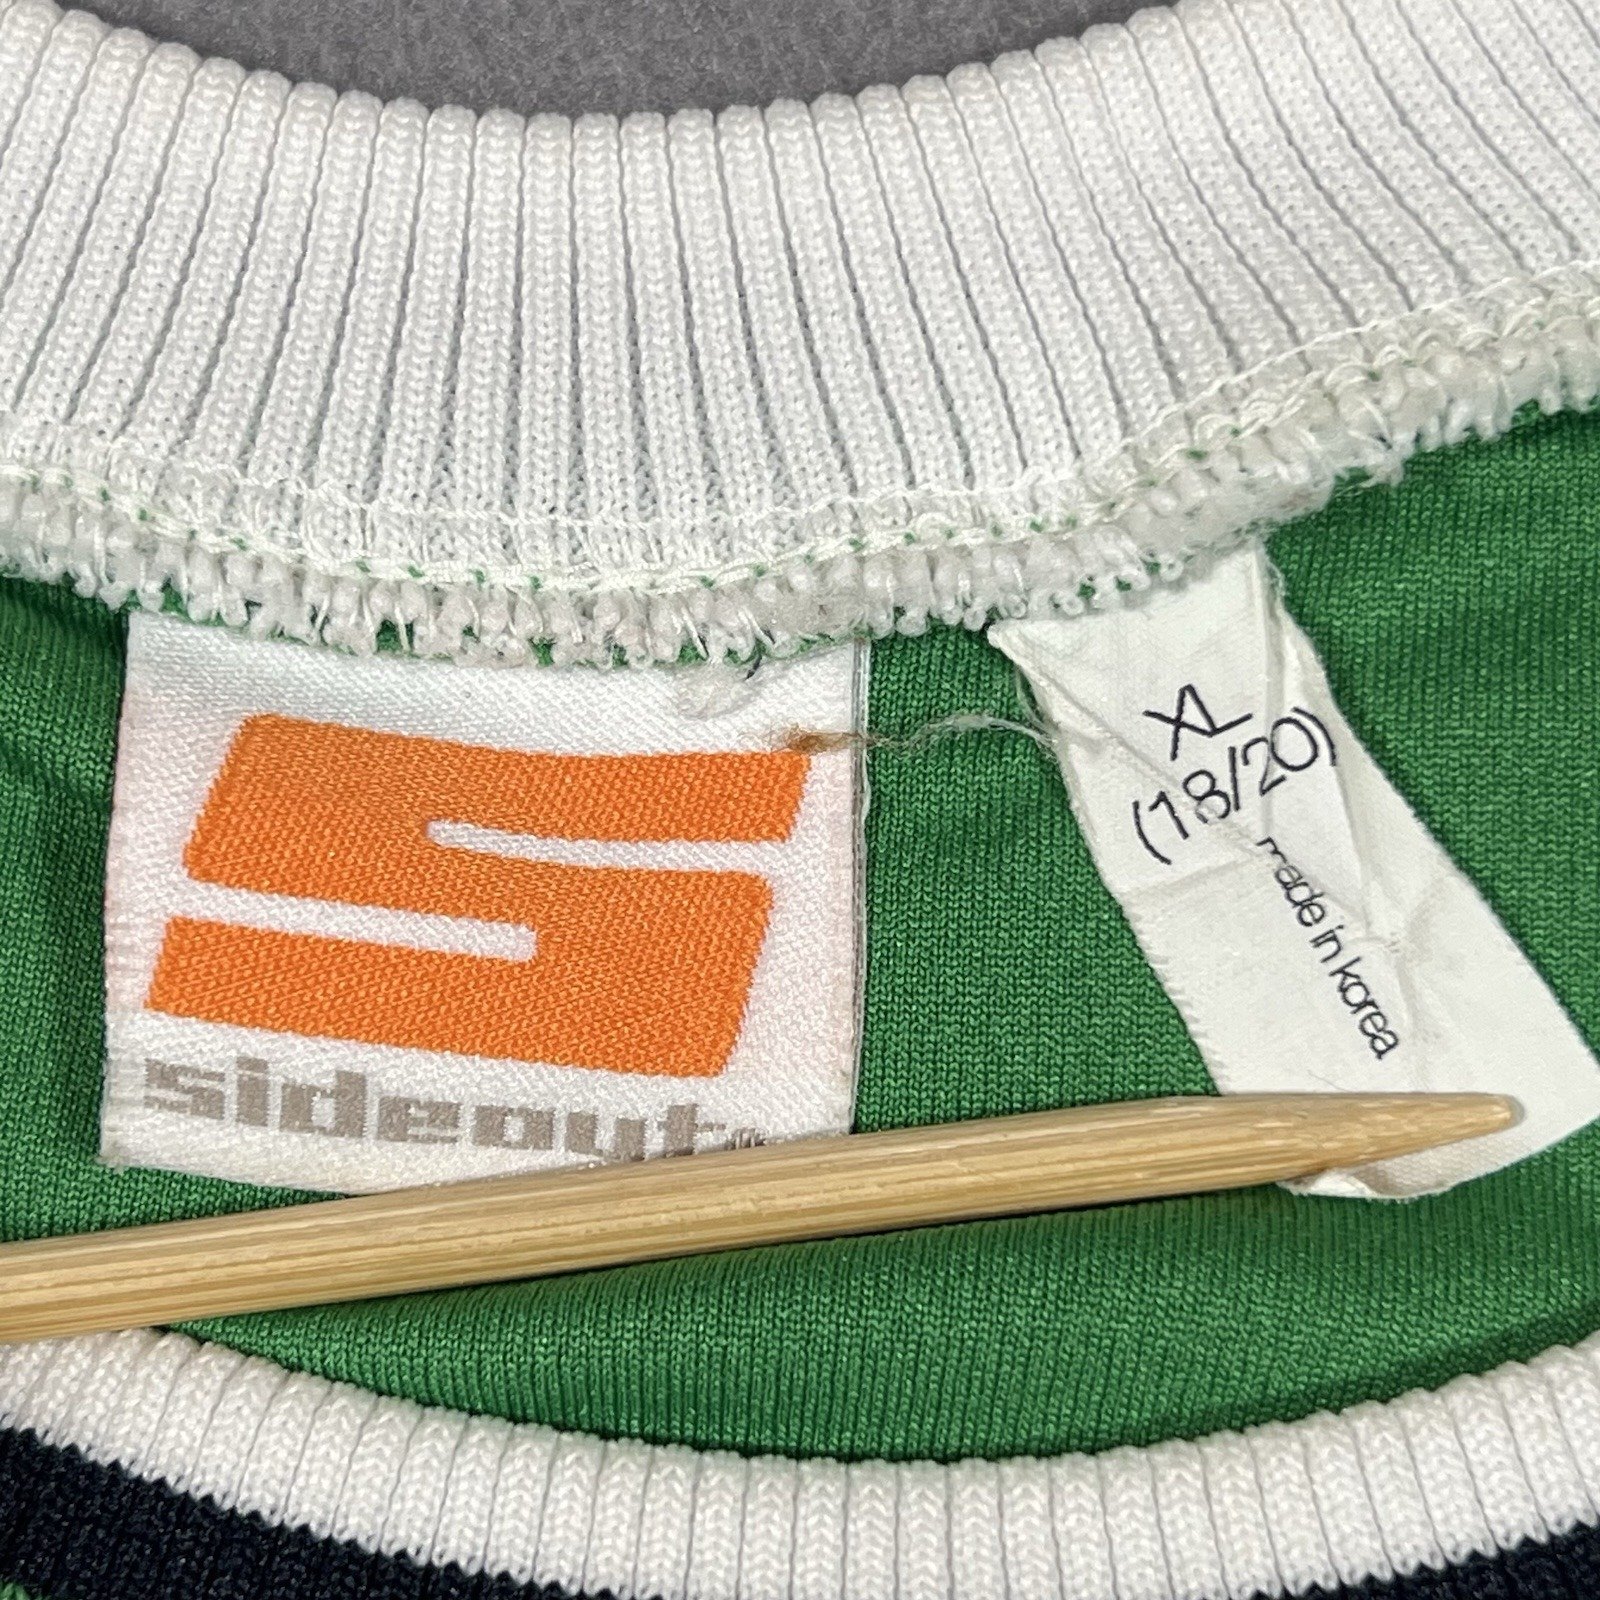 S
sideout
XL
(18/20)
made in korea